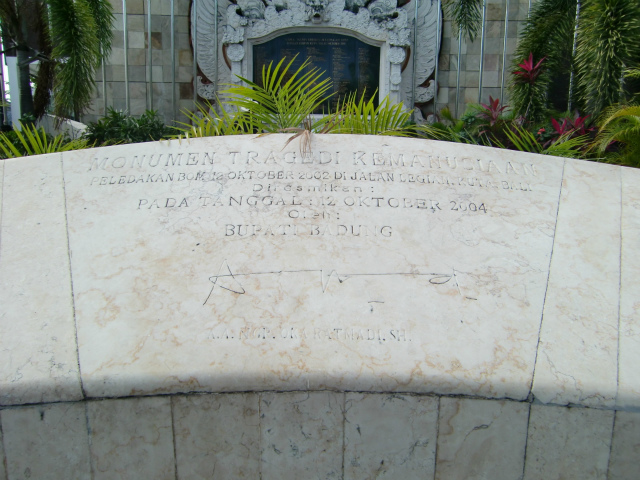 MONUMEN TRAGEDI KEMANUSIAAN
PELEDAKAN BOM 12 OKTOBER 2002 DI JALAN LEGIAN, KUTA-BALI
Diresmikan :
PADA TANGGAL : 12 OKTOBER 2004
Oleh :
BUPATI BADUNG
RATMADI, SH.